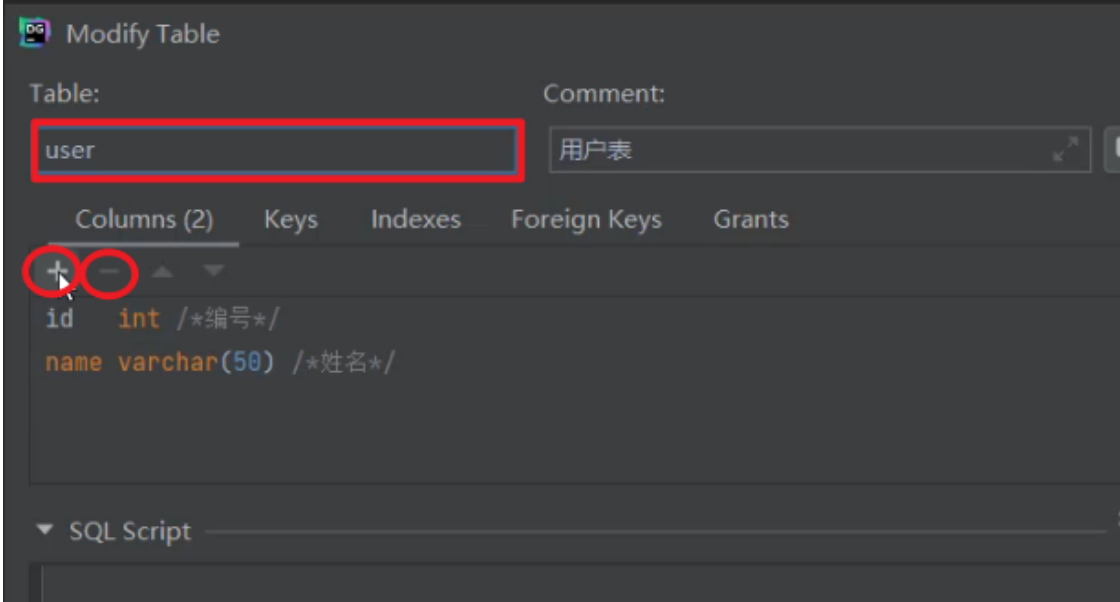 DG
Modify Table
Table: Comment:
user 用户表
Columns (2) Keys Indexes Foreign Keys Grants
id int /*编号*/
name varchar(50) /*姓名*/
SQL Script